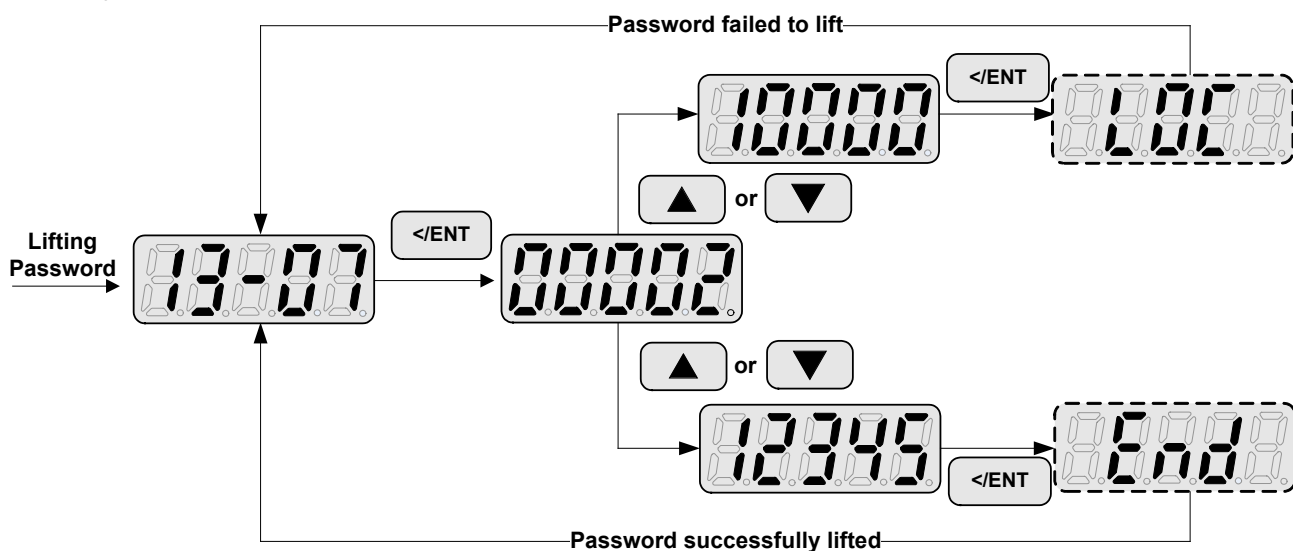 Password failed to lift
</ENT
10000
LOC
▲ or ▼
Lifting
Password
13-07
</ENT
00002
▲ or ▼
12345
</ENT
End
Password successfully lifted